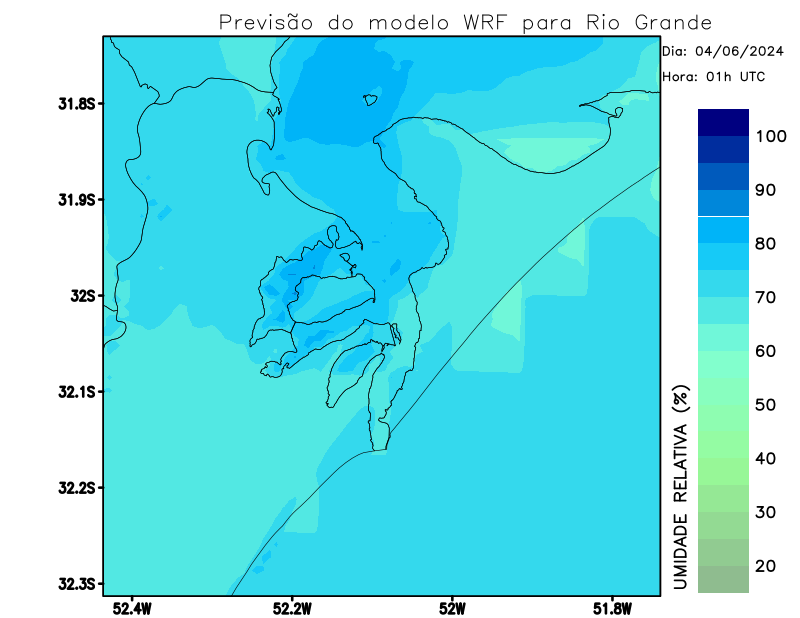 Previsão do modelo WRF para Rio Grande
Dia: 04/06/2024
Hora: 01h UTC
31.8S
31.9S
32S
32.1S
32.2S
32.3S
52.4W
52.2W
52W
51.8W
UMIDADE RELATIVA (%)
100
90
80
70
60
50
40
30
20